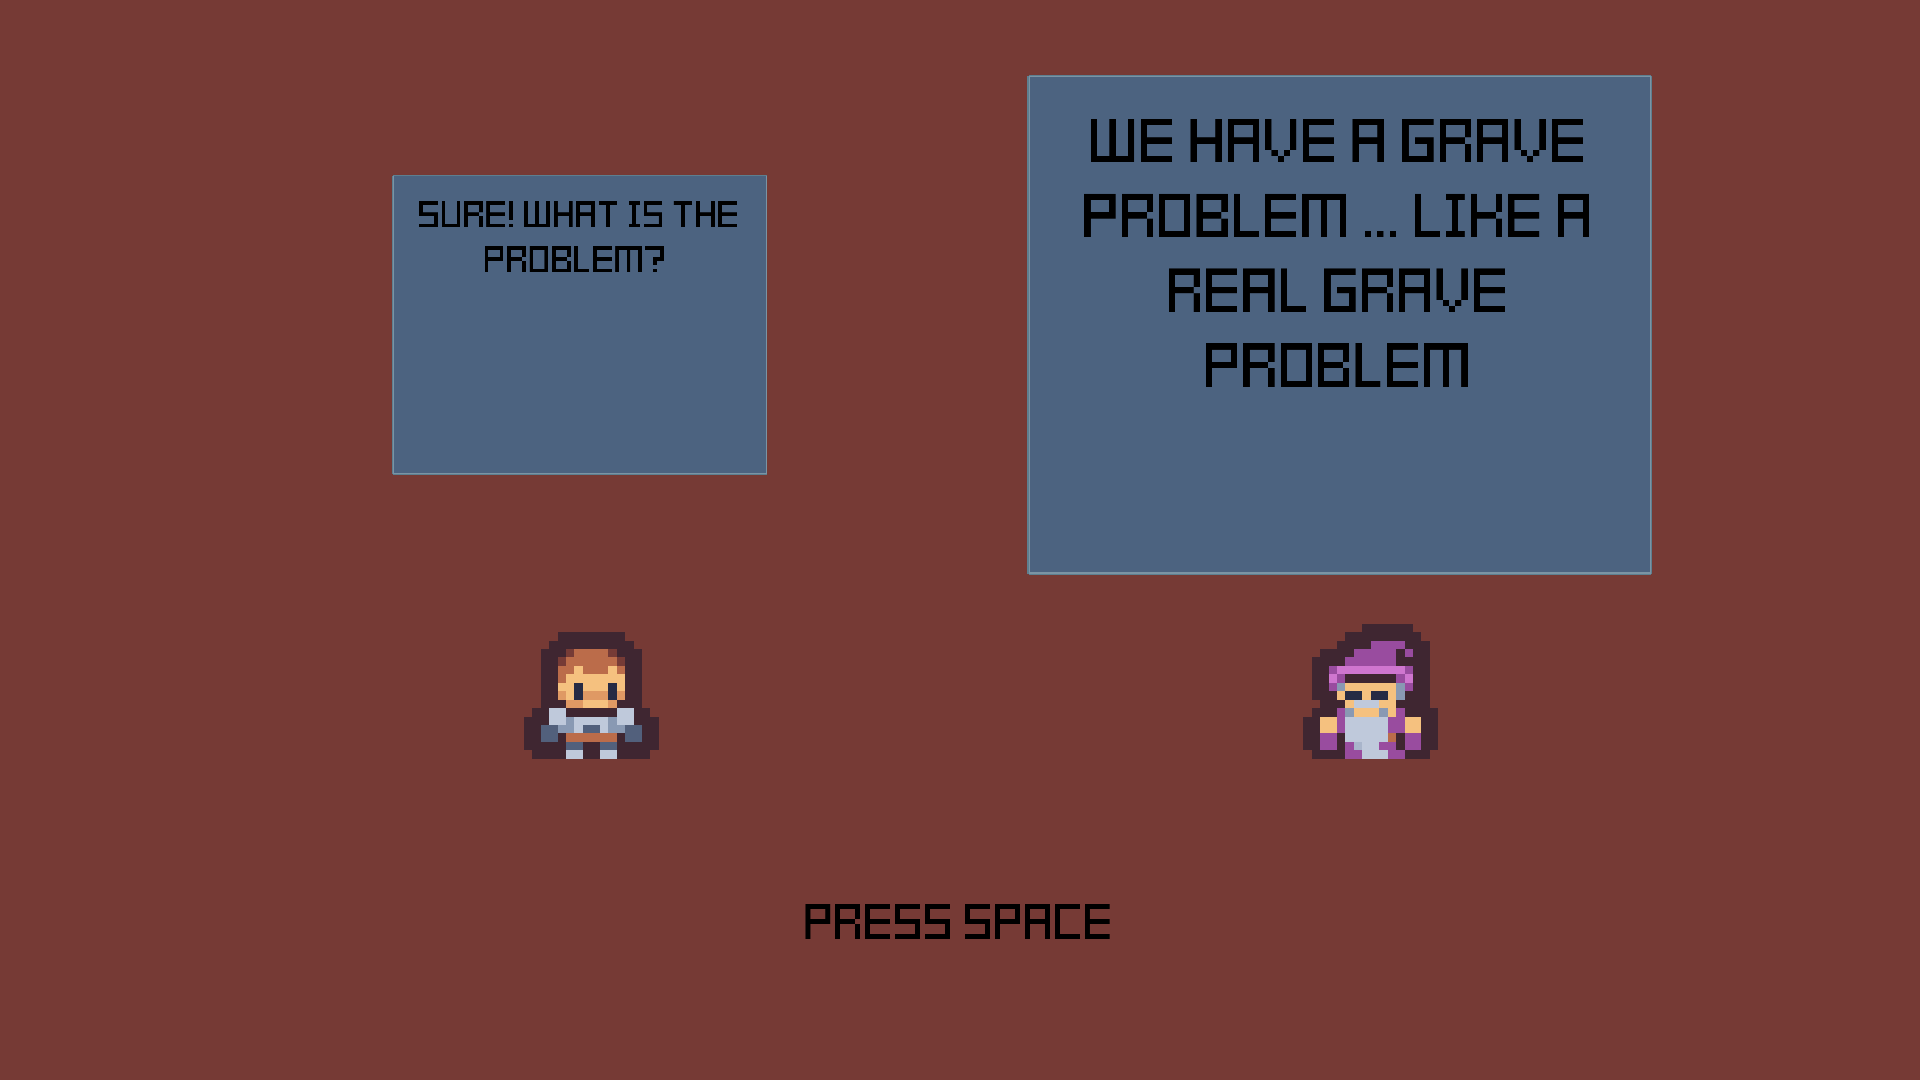 SURE! WHAT IS THE
PROBLEM?
WE HAVE A GRAVE
PROBLEM ... LIKE A
REAL GRAVE
PROBLEM
PRESS SPACE